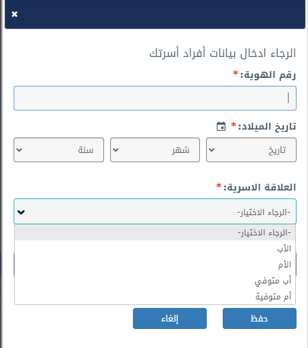 ×
الرجاء ادخال بيانات أفراد أسرتك
رقم الهوية: *
تاريخ الميلاد: *
تاريخ شهر سنة
العلاقة الاسرية: *
-الرجاء الاختيار-
-الرجاء الاختيار-
الأب
الأم
أب متوفي
أم متوفية
حفظ إلغاء